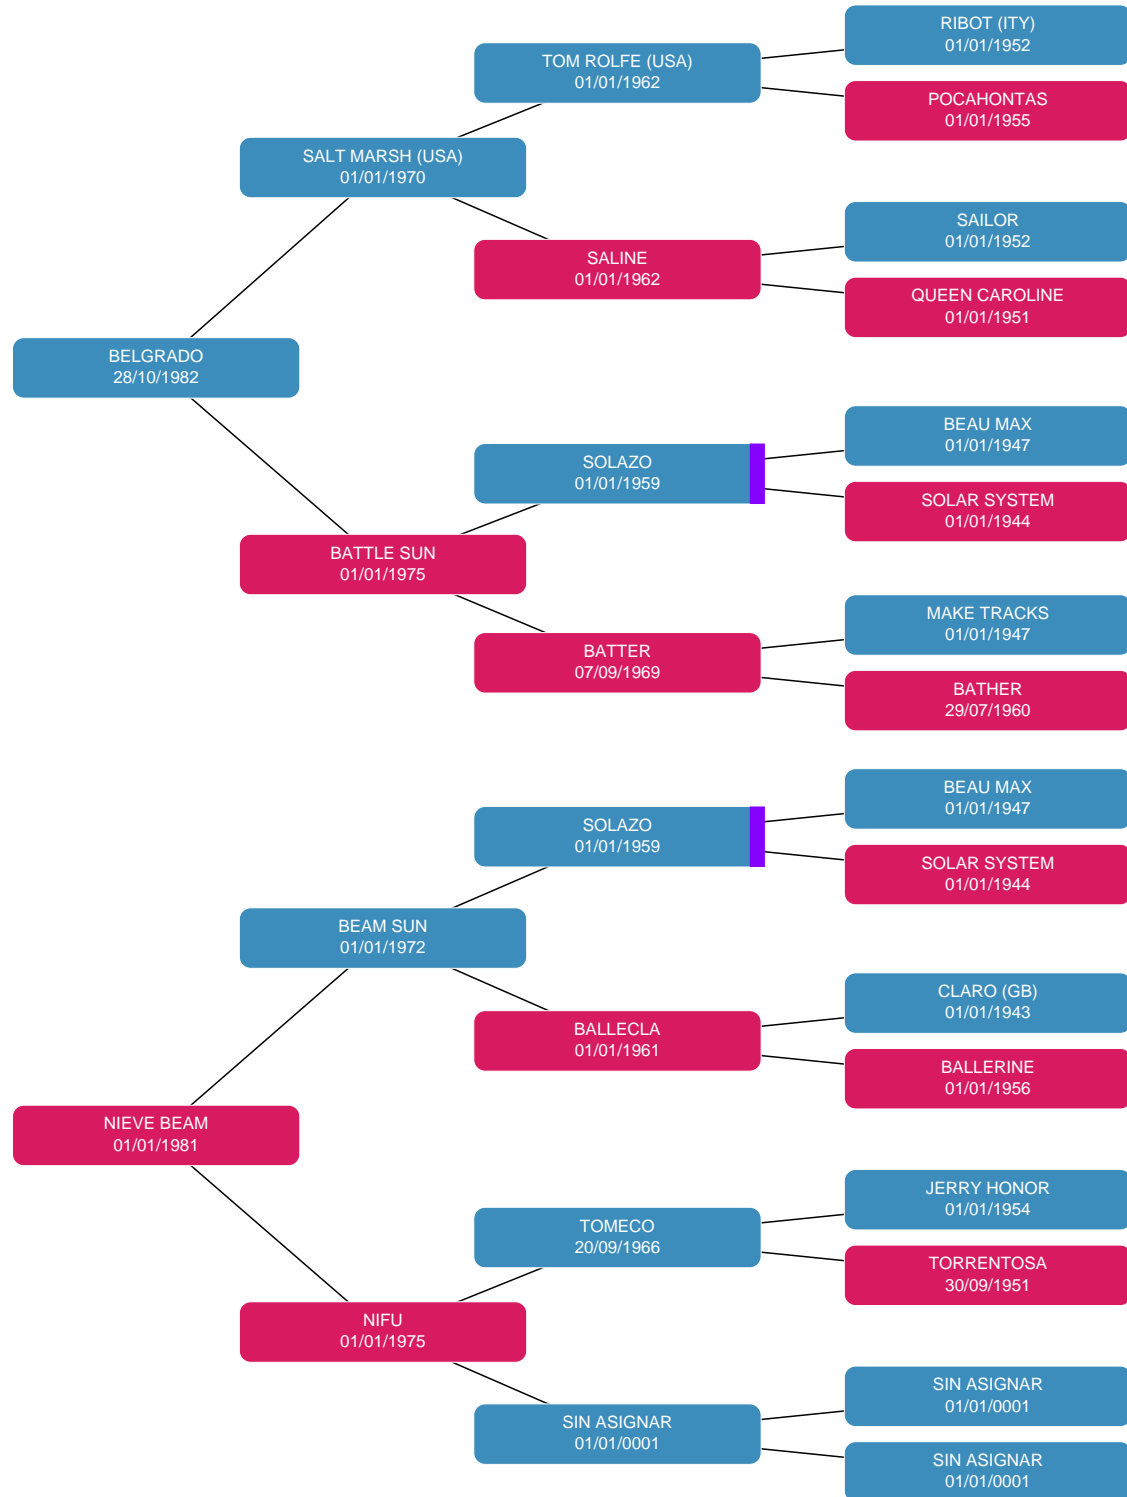 RIBOT (ITY)
01/01/1952
TOM ROLFE (USA)
01/01/1962
POCAHONTAS
01/01/1955
SALT MARSH (USA)
01/01/1970
SAILOR
01/01/1952
SALINE
01/01/1962
QUEEN CAROLINE
01/01/1951
BELGRADO
28/10/1982
BEAU MAX
01/01/1947
SOLAZO
01/01/1959
SOLAR SYSTEM
01/01/1944
BATTLE SUN
01/01/1975
MAKE TRACKS
01/01/1947
BATTER
07/09/1969
BATHER
29/07/1960
BEAU MAX
01/01/1947
SOLAZO
01/01/1959
SOLAR SYSTEM
01/01/1944
BEAM SUN
01/01/1972
CLARO (GB)
01/01/1943
BALLECLA
01/01/1961
BALLERINE
01/01/1956
NIEVE BEAM
01/01/1981
JERRY HONOR
01/01/1954
TOMECO
20/09/1966
TORRENTOSA
30/09/1951
NIFU
01/01/1975
SIN ASIGNAR
01/01/0001
SIN ASIGNAR
01/01/0001
SIN ASIGNAR
01/01/0001